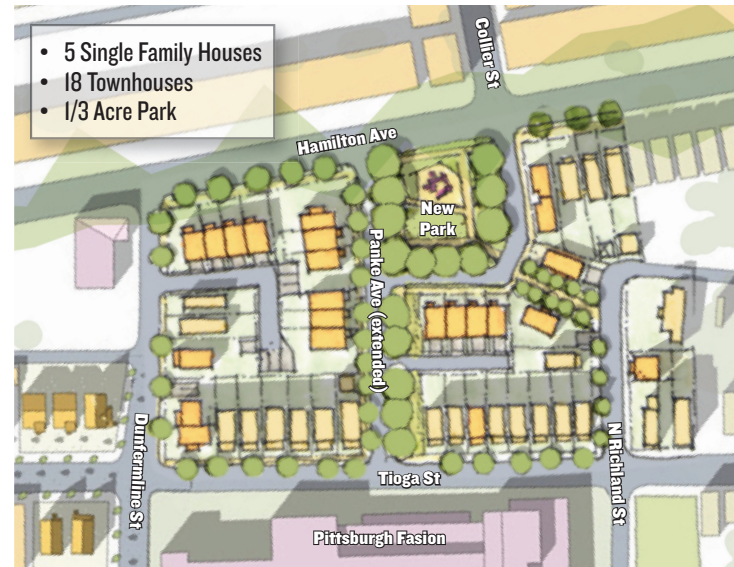 • 5 Single Family Houses
• 18 Townhouses
• 1/3 Acre Park
Collier St
Hamilton Ave
New
Park
Panke Ave (extended)
Dunfermline St
N Richland St
Tioga St
Pittsburgh Fasion